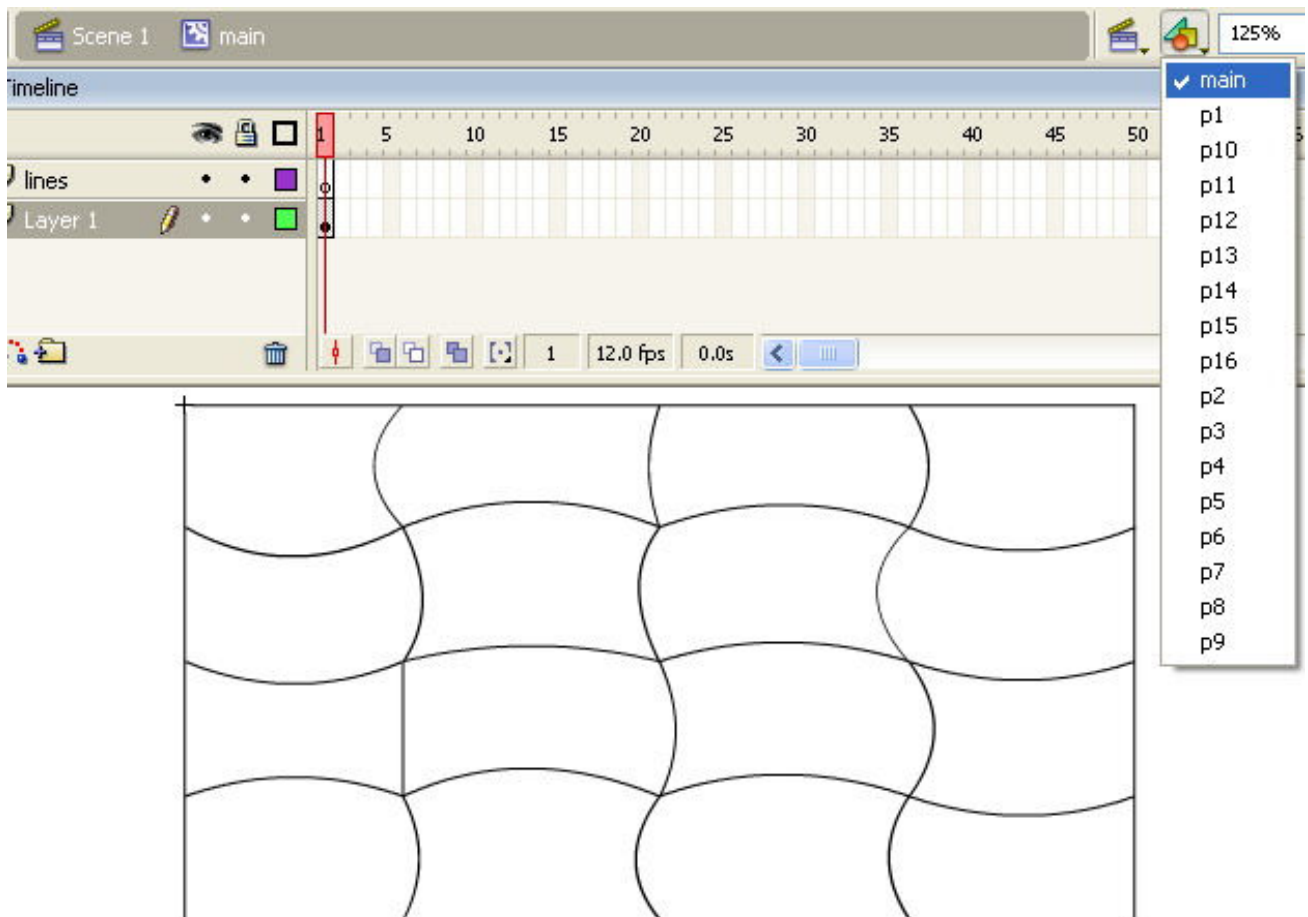 Scene 1 main 125%
Timeline
1 5 10 15 20 25 30 35 40 45 50
lines
Layer 1
1 12.0 fps 0.0s
main
p1
p10
p11
p12
p13
p14
p15
p16
p2
p3
p4
p5
p6
p7
p8
p9